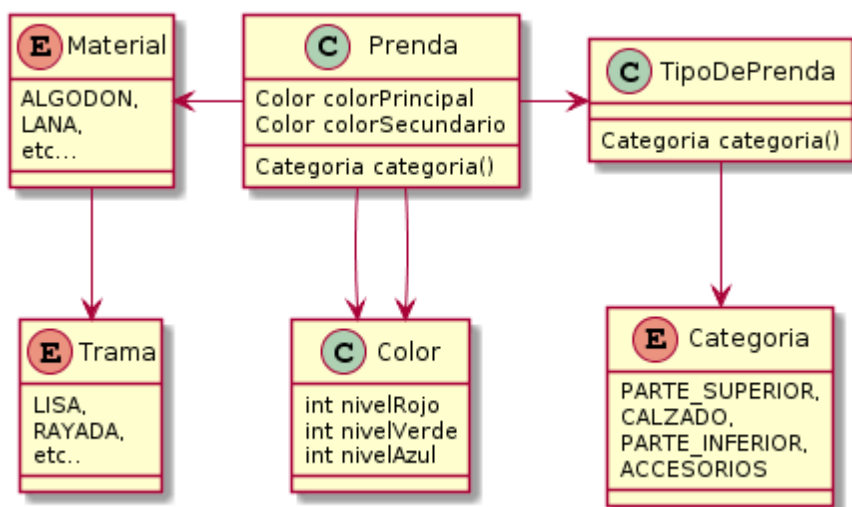 E Material
ALGODON,
LANA,
etc...
C Prenda
Color colorPrincipal
Color colorSecundario
Categoria categoria()
C TipoDePrenda
Categoria categoria()
E Trama
LISA,
RAYADA,
etc..
C Color
int nivelRojo
int nivelVerde
int nivelAzul
E Categoria
PARTE_SUPERIOR,
CALZADO,
PARTE_INFERIOR,
ACCESORIOS